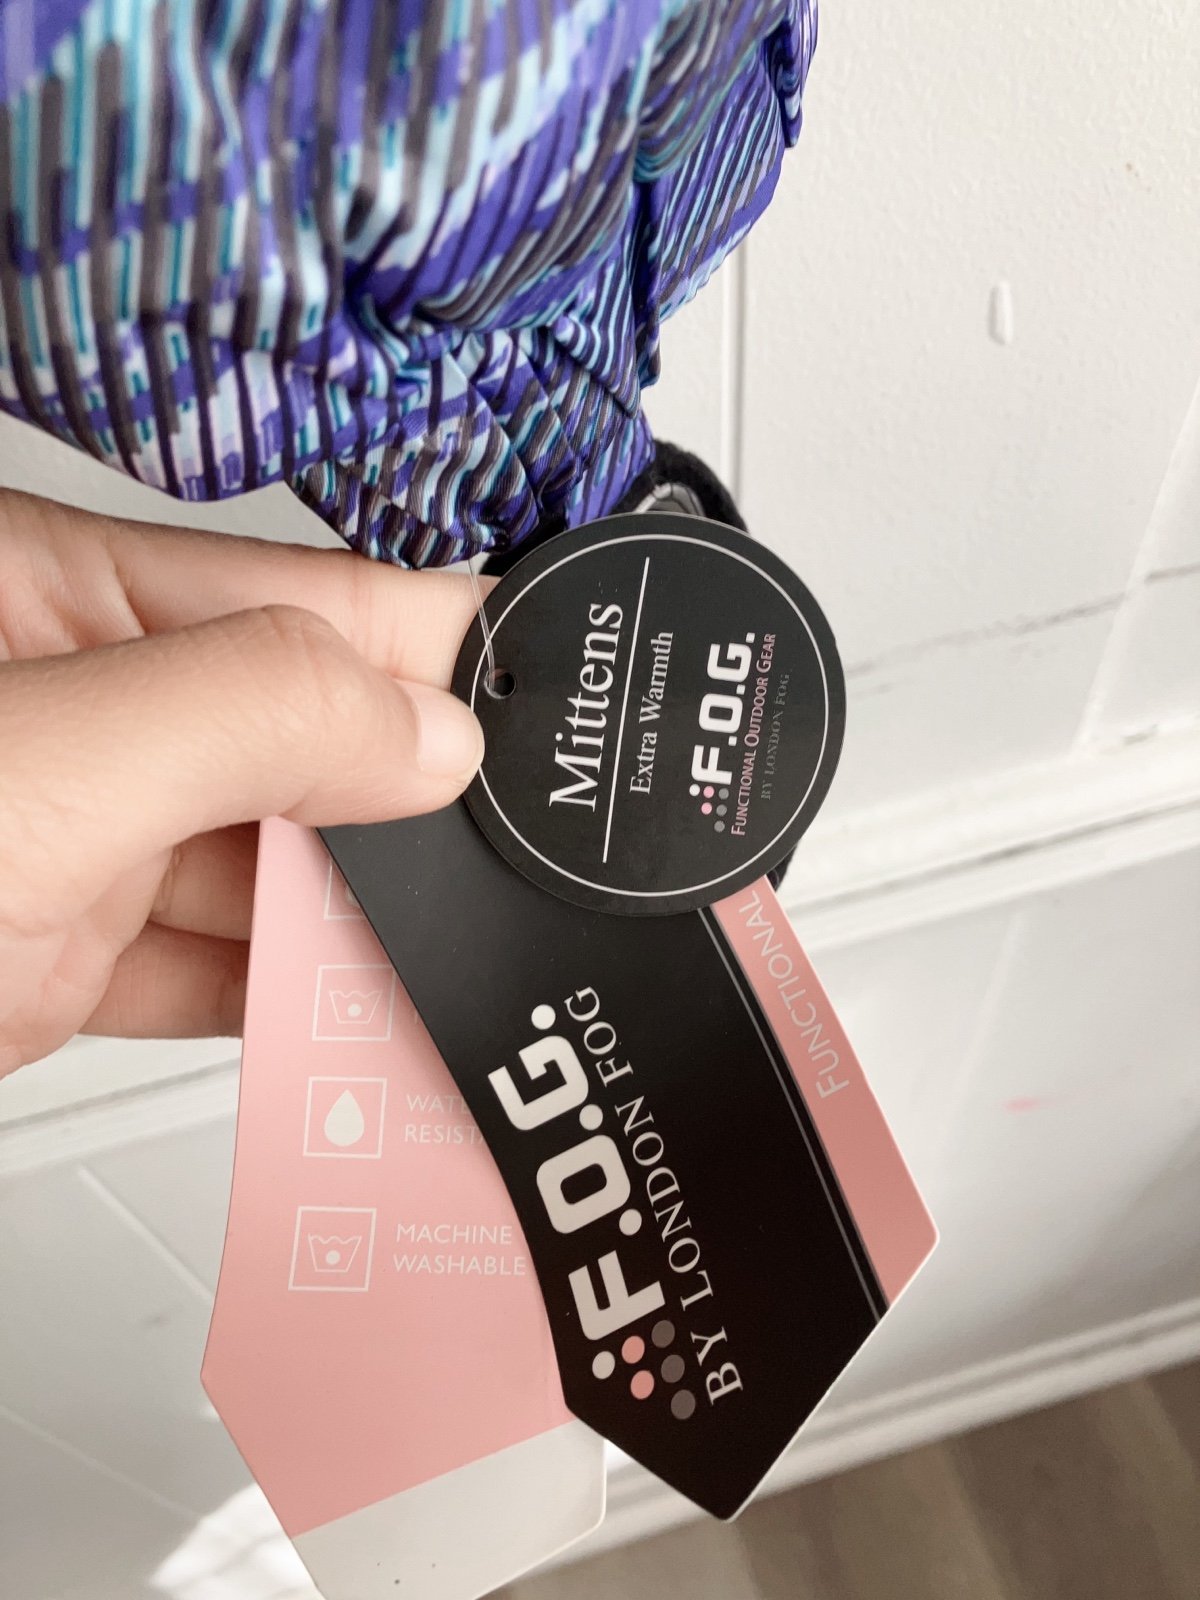 Mittens
Extra Warmth
F.O.G.
FUNCTIONAL OUTDOOR GEAR
BY LONDON FOG
FUNCTIONAL
F.O.G.
BY LONDON FOG
MACHINE
WASHABLE